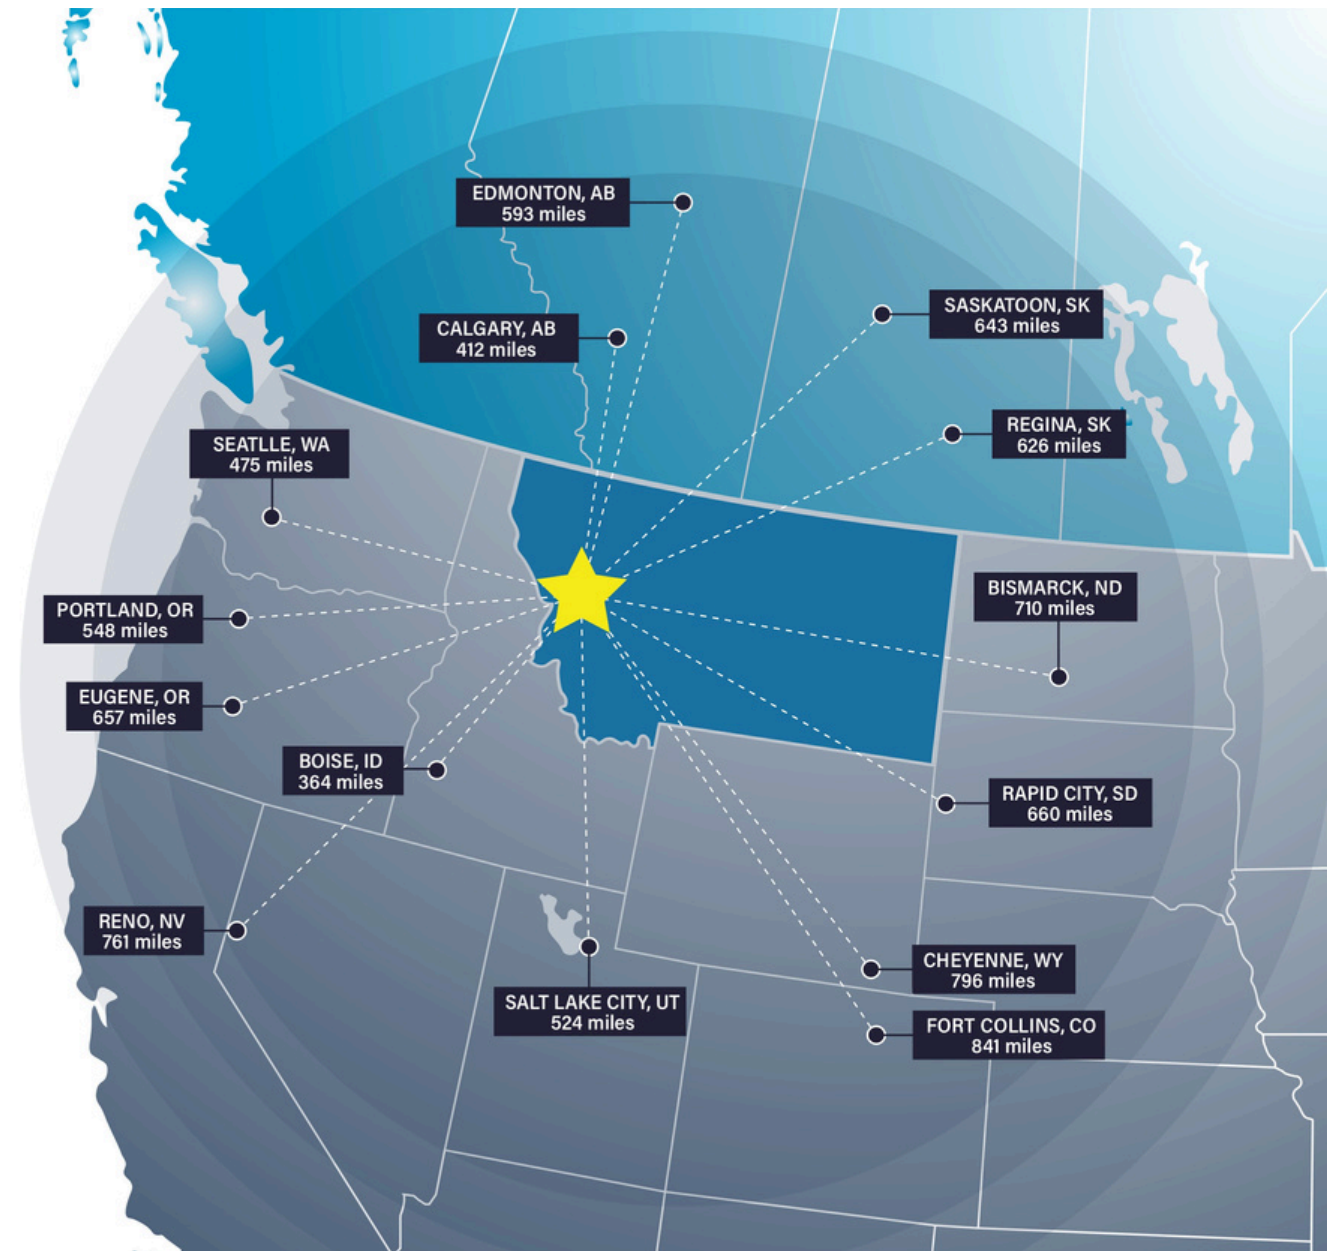 EDMONTON, AB
593 miles
CALGARY, AB
412 miles
SASKATOON, SK
643 miles
REGINA, SK
626 miles
SEATLLE, WA
475 miles
BISMARCK, ND
710 miles
PORTLAND, OR
548 miles
EUGENE, OR
657 miles
BOISE, ID
364 miles
RAPID CITY, SD
660 miles
RENO, NV
761 miles
CHEYENNE, WY
796 miles
SALT LAKE CITY, UT
524 miles
FORT COLLINS, CO
841 miles